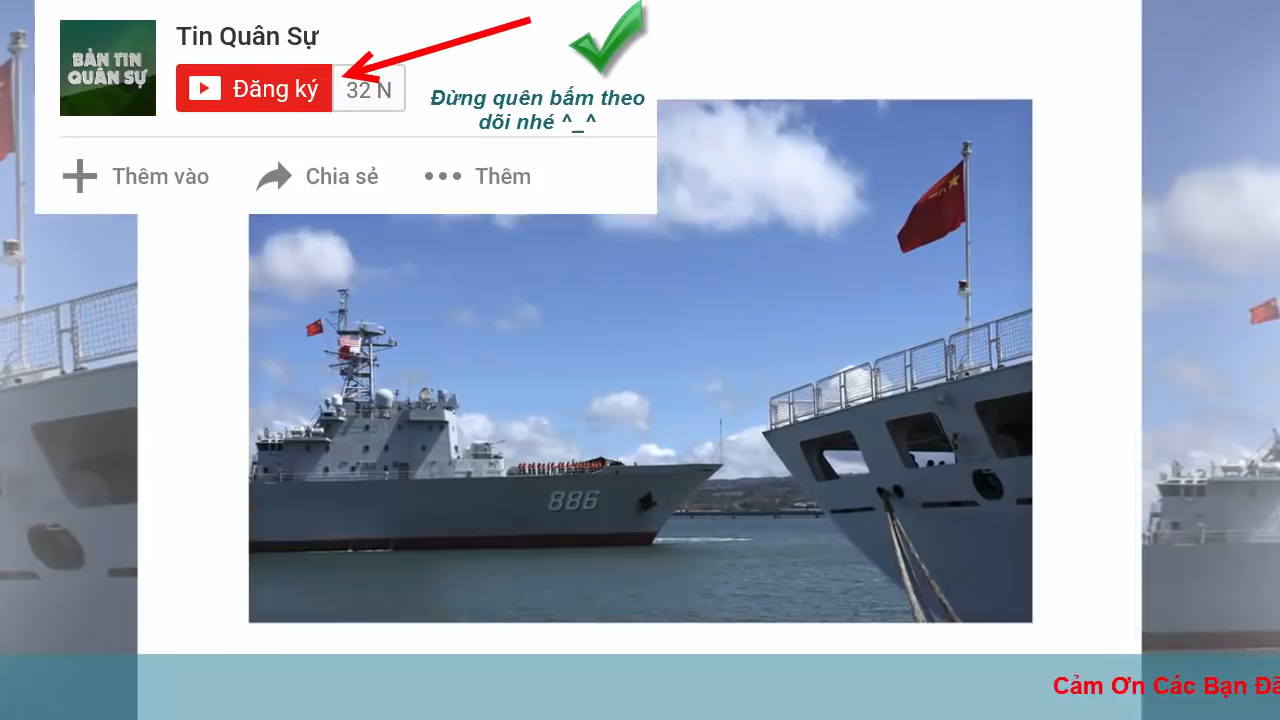 BẢN TIN
QUÂN SỰ
Tin Quân Sự
Đăng ký
32 N
Đừng quên bấm theo
dõi nhé ^_^
Thêm vào
Chia sẻ
Thêm
886
Cảm Ơn Các Bạn Đã